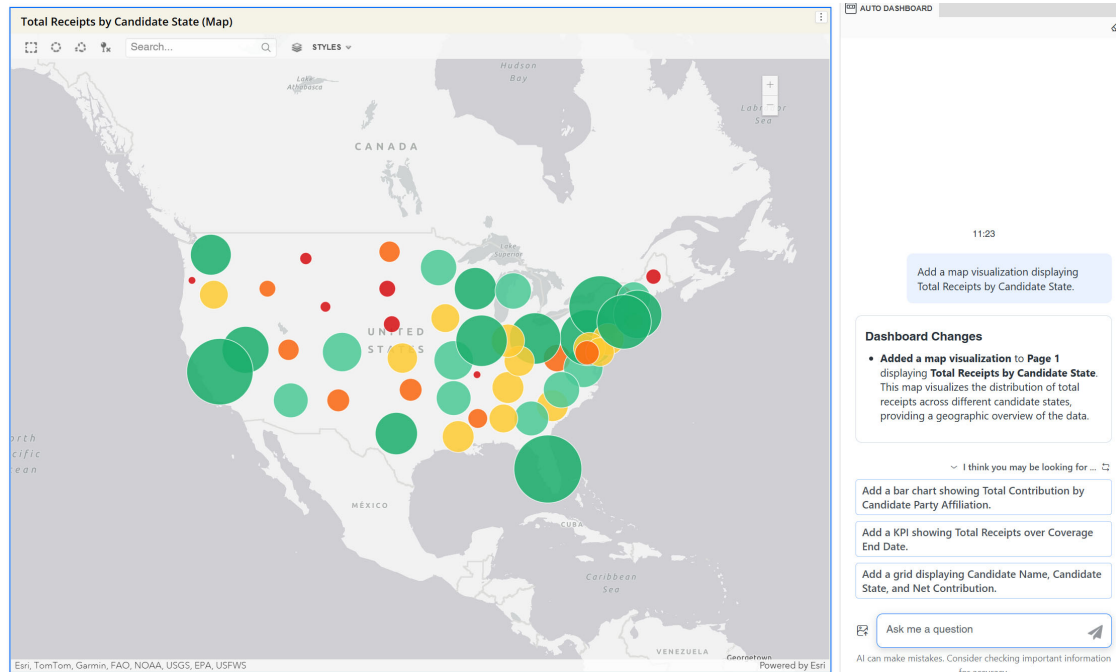 Total Receipts by Candidate State (Map)
Search...
STYLES
Hudson
Bay
Lake
Athabasca
Labrador
Sea
CANADA
Lake
Superior
UNITED
STATES
MÉXICO
CUBA
Caribbean
Sea
VENEZUELA
Georgetown
Esri, TomTom, Garmin, FAO, NOAA, USGS, EPA, USFWS
Powered by Esri
AUTO DASHBOARD
11:23
Add a map visualization displaying
Total Receipts by Candidate State.
Dashboard Changes
• Added a map visualization to Page 1
displaying Total Receipts by Candidate State.
This map visualizes the distribution of total
receipts across different candidate states,
providing a geographic overview of the data.
I think you may be looking for ...
Add a bar chart showing Total Contribution by
Candidate Party Affiliation.
Add a KPI showing Total Receipts over Coverage
End Date.
Add a grid displaying Candidate Name, Candidate
State, and Net Contribution.
Ask me a question
AI can make mistakes. Consider checking important information
for accuracy.